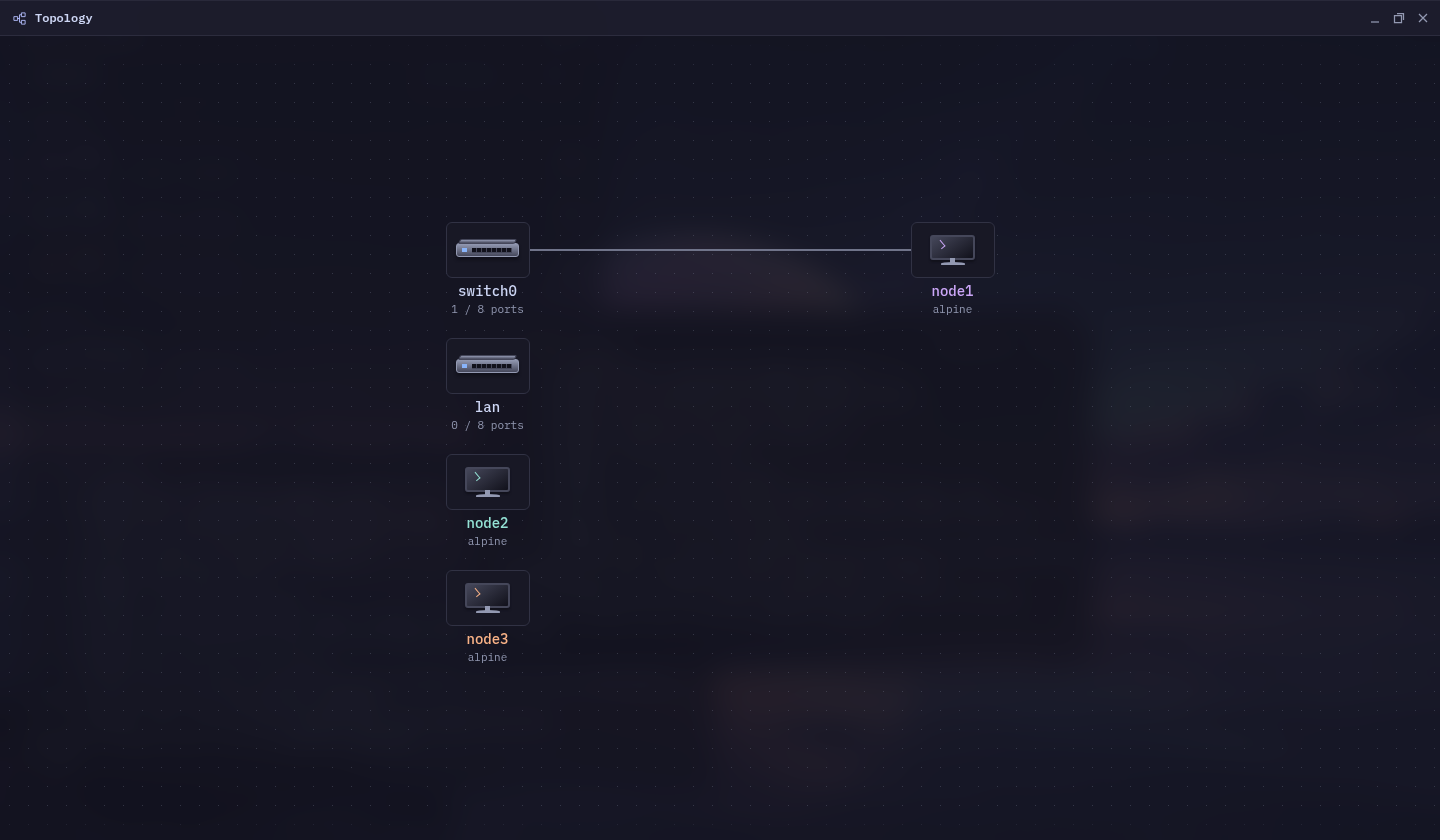 Topology
switch0
1 / 8 ports
node1
alpine
lan
0 / 8 ports
node2
alpine
node3
alpine